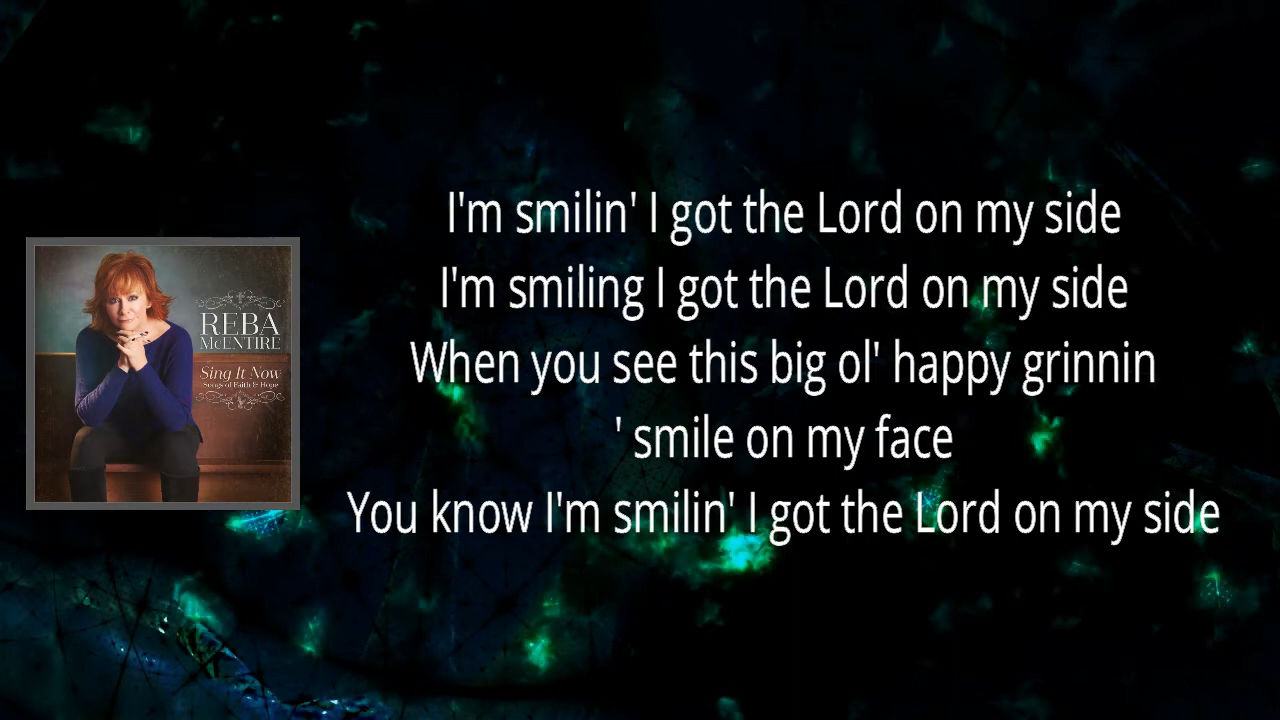 REBA
McENTIRE
Sing It Now
Songs of Faith & Hope
I'm smilin' I got the Lord on my side
I'm smiling I got the Lord on my side
When you see this big ol' happy grinnin
' smile on my face
You know I'm smilin' I got the Lord on my side